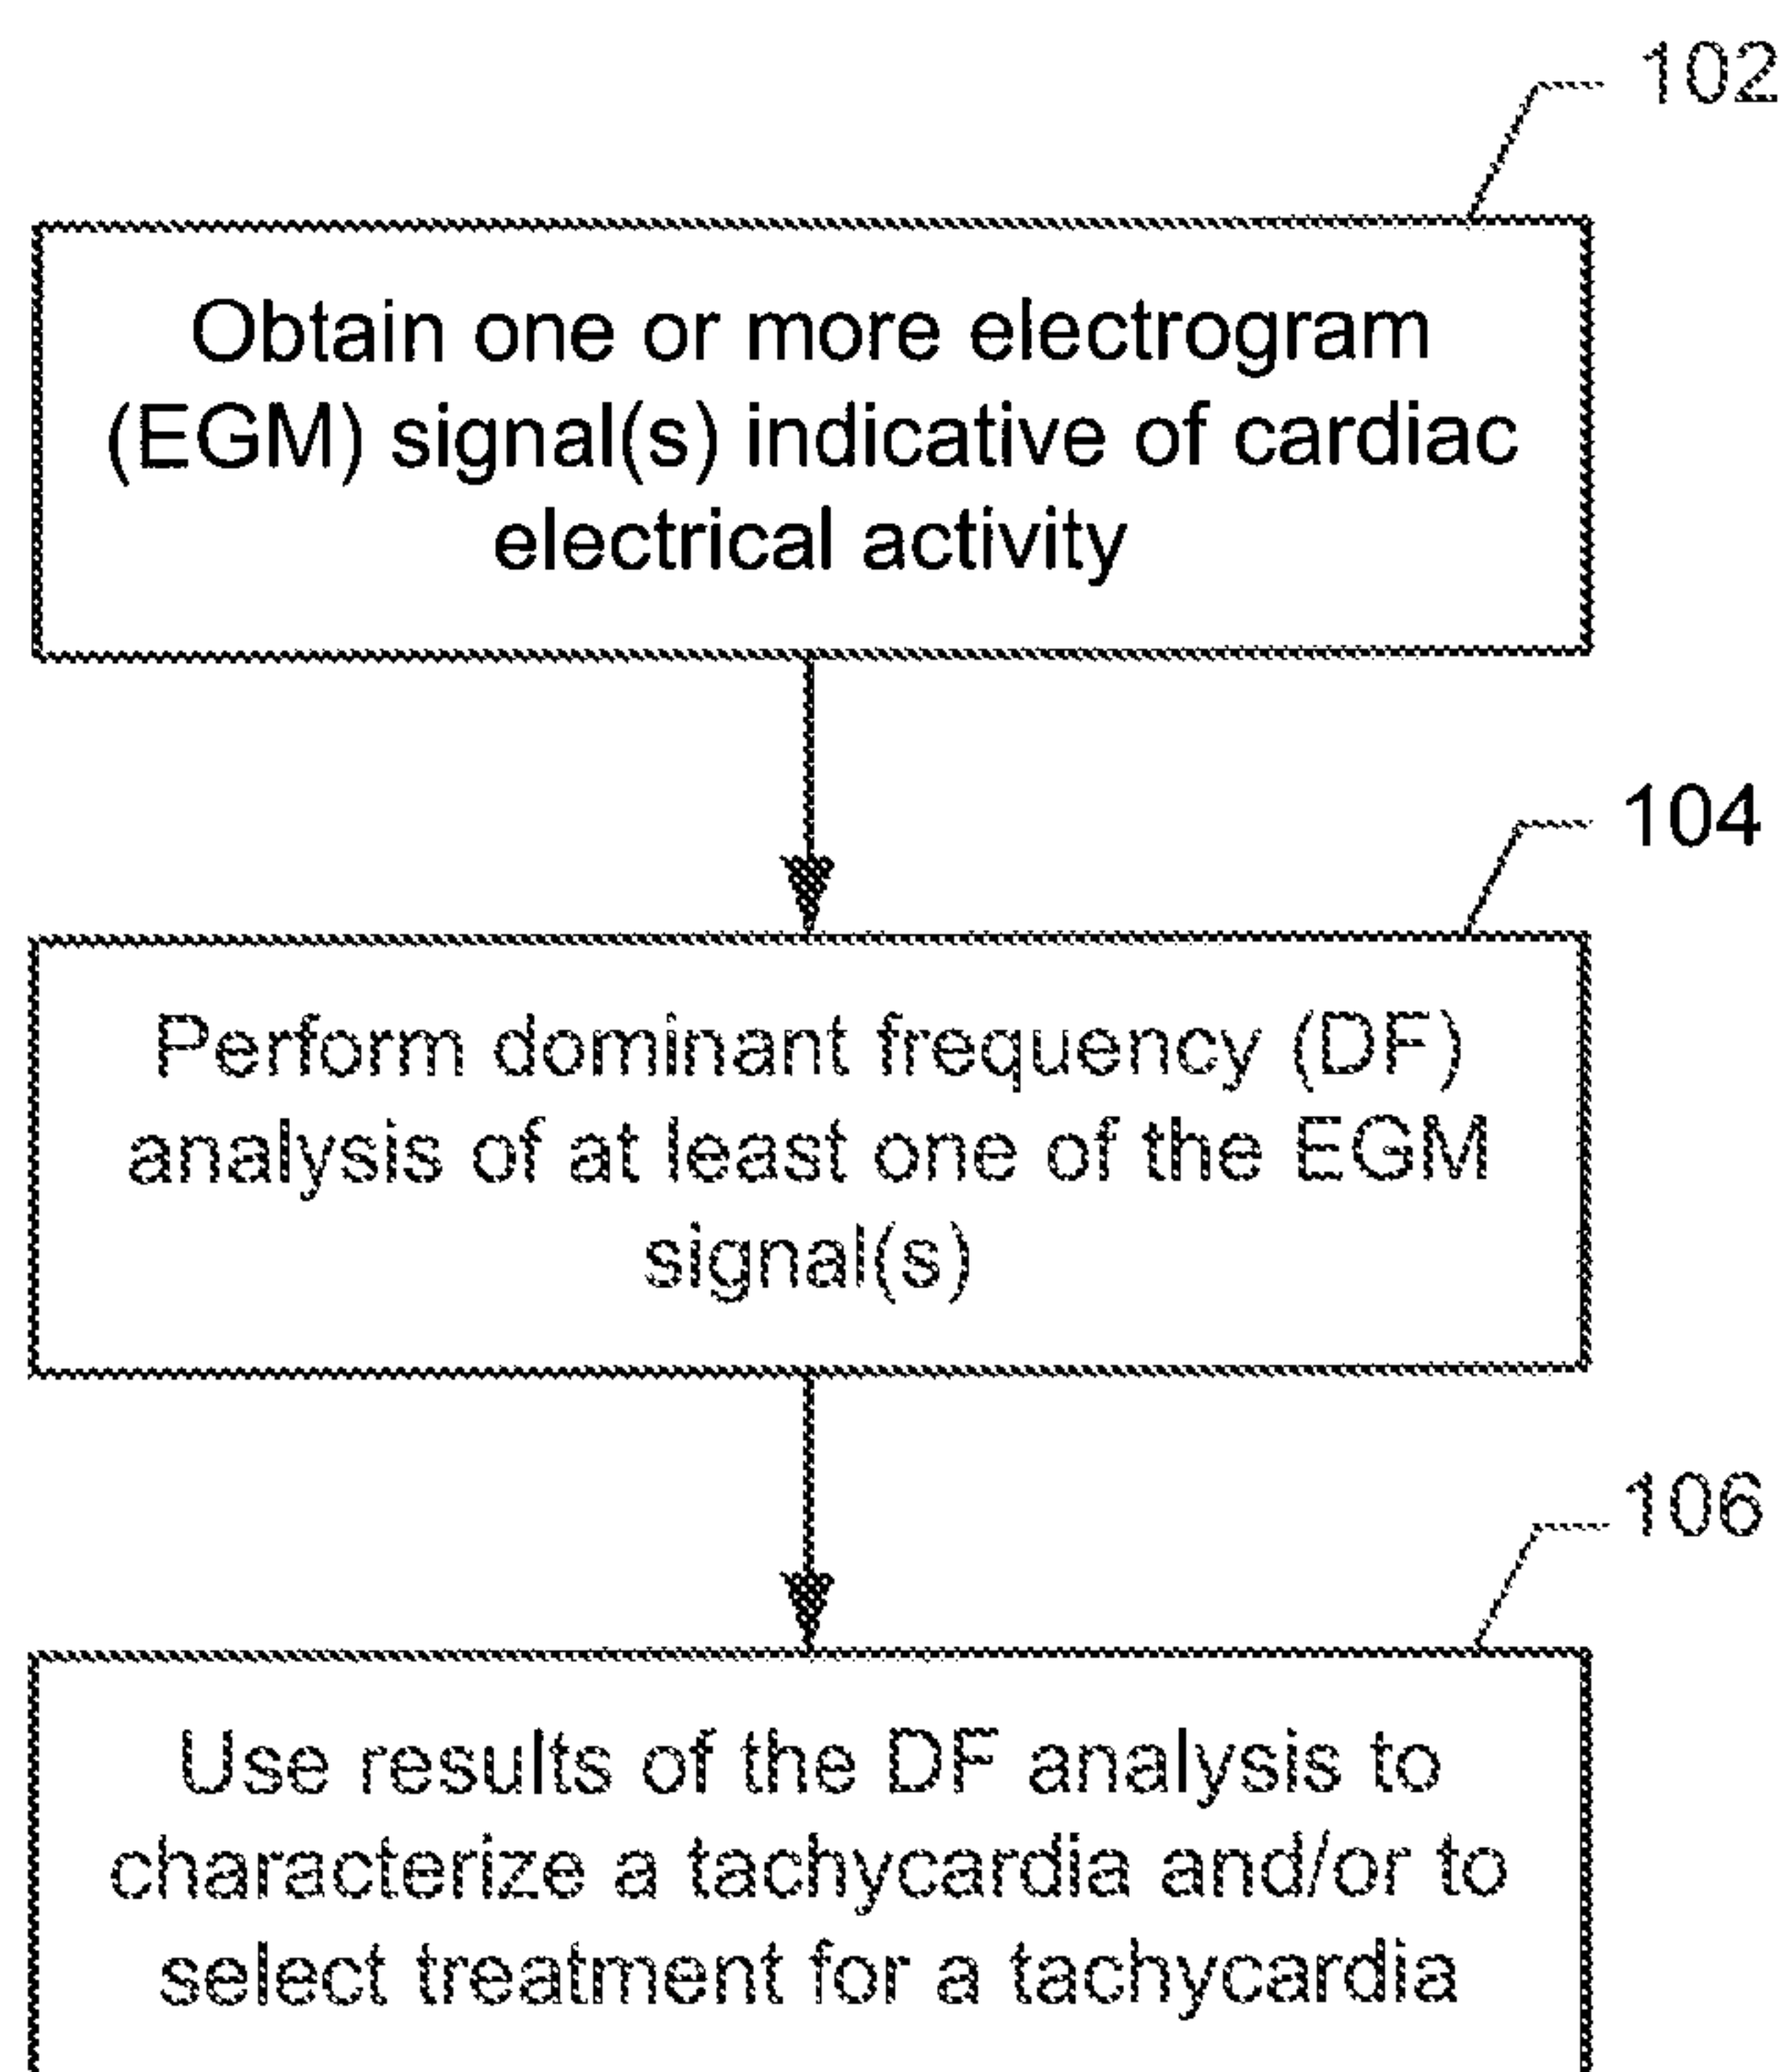 102
Obtain one or more electrogram
(EGM) signal(s) indicative of cardiac
electrical activity
104
Perform dominant frequency (DF)
analysis of at least one of the EGM
signal(s)
106
Use results of the DF analysis to
characterize a tachycardia and/or to
select treatment for a tachycardia